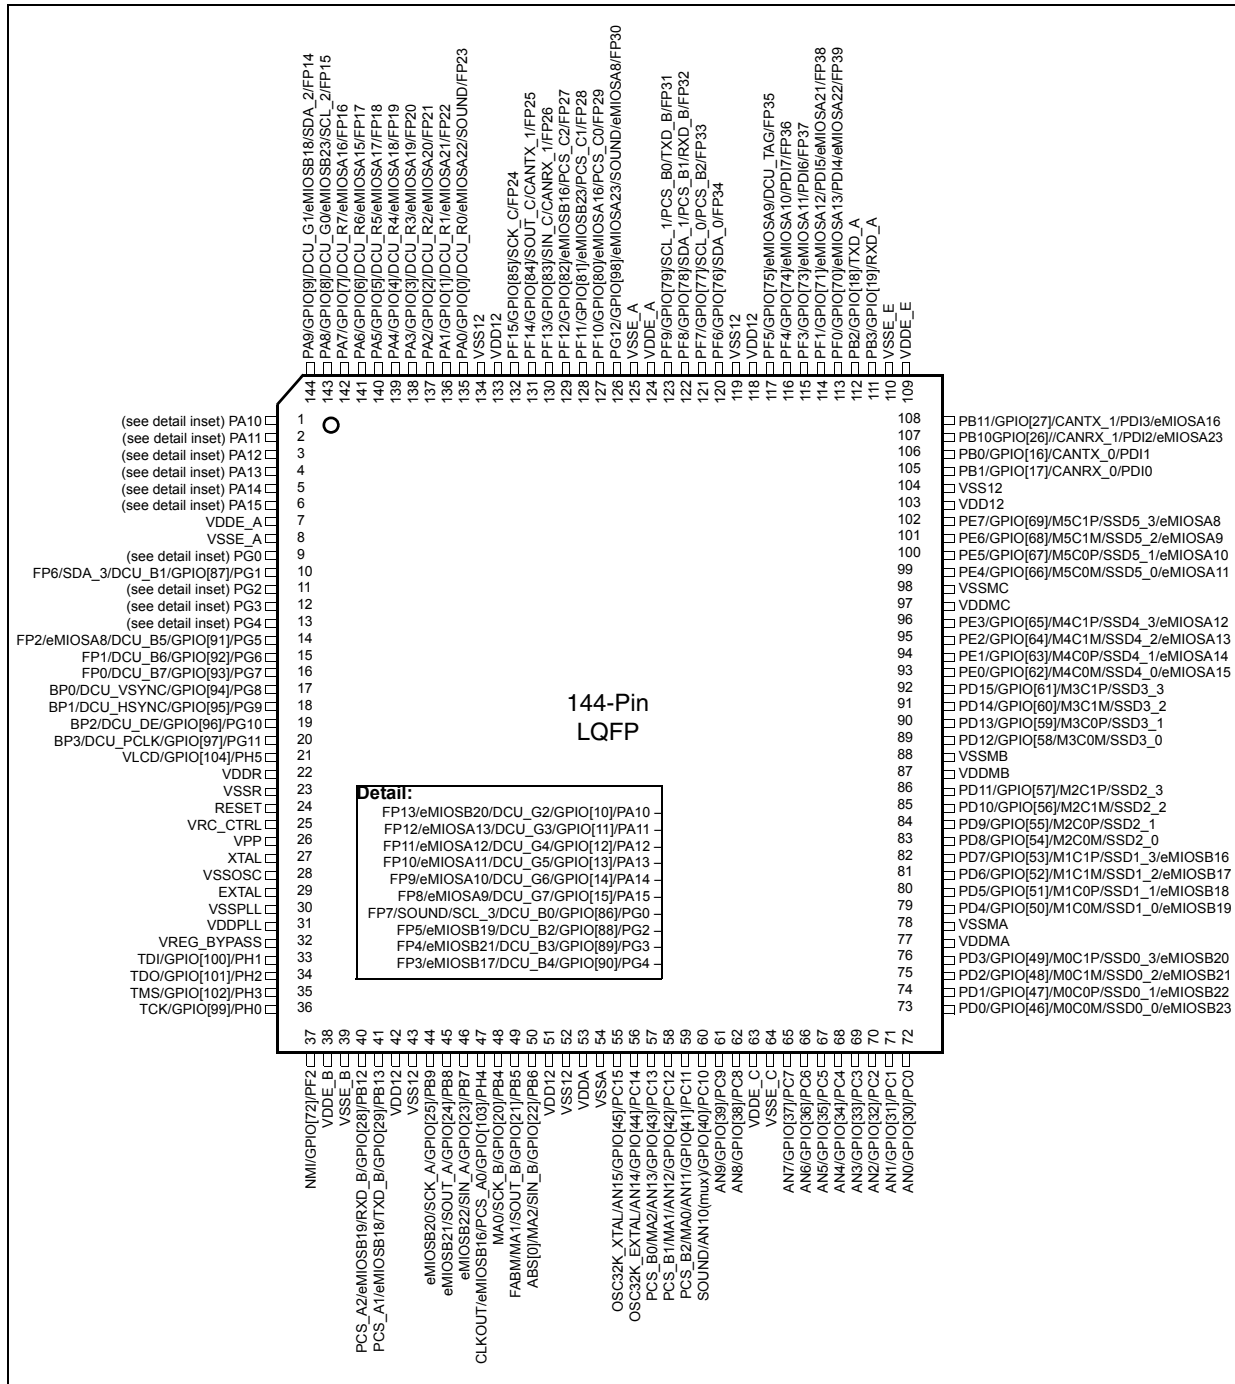 PA9/GPIO[9]/DCU_G1/eMIOSB18/SDA_2/FP14
PA8/GPIO[8]/DCU_G0/eMIOSB23/SCL_2/FP15
PA7/GPIO[7]/DCU_R7/eMIOSA16/FP16
PA6/GPIO[6]/DCU_R6/eMIOSA15/FP17
PA5/GPIO[5]/DCU_R5/eMIOSA17/FP18
PA4/GPIO[4]/DCU_R4/eMIOSA18/FP19
PA3/GPIO[3]/DCU_R3/eMIOSA19/FP20
PA2/GPIO[2]/DCU_R2/eMIOSA20/FP21
PA1/GPIO[1]/DCU_R1/eMIOSA21/FP22
PA0/GPIO[0]/DCU_R0/eMIOSA22/SOUND/FP23
VSS12
VDD12
PF15/GPIO[85]/SCK_C/FP24
PF14/GPIO[84]/SOUT_C/CANTX_1/FP25
PF13/GPIO[83]/SIN_C/CANRX_1/FP26
PF12/GPIO[82]/eMIOSB16/PCS_C2/FP27
PF11/GPIO[81]/eMIOSB23/PCS_C1/FP28
PF10/GPIO[80]/eMIOSA16/PCS_C0/FP29
PG12/GPIO[98]/eMIOSA23/SOUND/eMIOSA8/FP30
VSSE_A
VDDE_A
PF9/GPIO[79]/SCL_1/PCS_B0/TXD_B/FP31
PF8/GPIO[78]/SDA_1/PCS_B1/RXD_B/FP32
PF7/GPIO[77]/SCL_0/PCS_B2/FP33
PF6/GPIO[76]/SDA_0/FP34
VSS12
VDD12
PF5/GPIO[75]/eMIOSA9/DCU_TAG/FP35
PF4/GPIO[74]/eMIOSA10/PDI7/FP36
PF3/GPIO[73]/eMIOSA11/PDI6/FP37
PF1/GPIO[71]/eMIOSA12/PDI5/eMIOSA21/FP38
PF0/GPIO[70]/eMIOSA13/PDI4/eMIOSA22/FP39
PB2/GPIO[18]/TXD_A
PB3/GPIO[19]/RXD_A
VSSE_E
VDDE_E
144 143 142 141 140 139 138 137 136 135 134 133 132 131 130 129 128 127 126 125 124 123 122 121 120 119 118 117 116 115 114 113 112 111 110 109
(see detail inset) PA10 1
(see detail inset) PA11 2
(see detail inset) PA12 3
(see detail inset) PA13 4
(see detail inset) PA14 5
(see detail inset) PA15 6
VDDE_A 7
VSSE_A 8
(see detail inset) PG0 9
FP6/SDA_3/DCU_B1/GPIO[87]/PG1 10
(see detail inset) PG2 11
(see detail inset) PG3 12
(see detail inset) PG4 13
FP2/eMIOSA8/DCU_B5/GPIO[91]/PG5 14
FP1/DCU_B6/GPIO[92]/PG6 15
FP0/DCU_B7/GPIO[93]/PG7 16
BP0/DCU_VSYNC/GPIO[94]/PG8 17
BP1/DCU_HSYNC/GPIO[95]/PG9 18
BP2/DCU_DE/GPIO[96]/PG10 19
BP3/DCU_PCLK/GPIO[97]/PG11 20
VLCD/GPIO[104]/PH5 21
VDDR 22
VSSR 23
RESET 24
VRC_CTRL 25
VPP 26
XTAL 27
VSSOSC 28
EXTAL 29
VSSPLL 30
VDDPLL 31
VREG_BYPASS 32
TDI/GPIO[100]/PH1 33
TDO/GPIO[101]/PH2 34
TMS/GPIO[102]/PH3 35
TCK/GPIO[99]/PH0 36
144-Pin
LQFP
Detail:
FP13/eMIOSB20/DCU_G2/GPIO[10]/PA10
FP12/eMIOSA13/DCU_G3/GPIO[11]/PA11
FP11/eMIOSA12/DCU_G4/GPIO[12]/PA12
FP10/eMIOSA11/DCU_G5/GPIO[13]/PA13
FP9/eMIOSA10/DCU_G6/GPIO[14]/PA14
FP8/eMIOSA9/DCU_G7/GPIO[15]/PA15
FP7/SOUND/SCL_3/DCU_B0/GPIO[86]/PG0
FP5/eMIOSB19/DCU_B2/GPIO[88]/PG2
FP4/eMIOSB21/DCU_B3/GPIO[89]/PG3
FP3/eMIOSB17/DCU_B4/GPIO[90]/PG4
108 PB11/GPIO[27]/CANTX_1/PDI3/eMIOSA16
107 PB10GPIO[26]//CANRX_1/PDI2/eMIOSA23
106 PB0/GPIO[16]/CANTX_0/PDI1
105 PB1/GPIO[17]/CANRX_0/PDI0
104 VSS12
103 VDD12
102 PE7/GPIO[69]/M5C1P/SSD5_3/eMIOSA8
101 PE6/GPIO[68]/M5C1M/SSD5_2/eMIOSA9
100 PE5/GPIO[67]/M5C0P/SSD5_1/eMIOSA10
99 PE4/GPIO[66]/M5C0M/SSD5_0/eMIOSA11
98 VSSMC
97 VDDMC
96 PE3/GPIO[65]/M4C1P/SSD4_3/eMIOSA12
95 PE2/GPIO[64]/M4C1M/SSD4_2/eMIOSA13
94 PE1/GPIO[63]/M4C0P/SSD4_1/eMIOSA14
93 PE0/GPIO[62]/M4C0M/SSD4_0/eMIOSA15
92 PD15/GPIO[61]/M3C1P/SSD3_3
91 PD14/GPIO[60]/M3C1M/SSD3_2
90 PD13/GPIO[59]/M3C0P/SSD3_1
89 PD12/GPIO[58/M3C0M/SSD3_0
88 VSSMB
87 VDDMB
86 PD11/GPIO[57]/M2C1P/SSD2_3
85 PD10/GPIO[56]/M2C1M/SSD2_2
84 PD9/GPIO[55]/M2C0P/SSD2_1
83 PD8/GPIO[54]/M2C0M/SSD2_0
82 PD7/GPIO[53]/M1C1P/SSD1_3/eMIOSB16
81 PD6/GPIO[52]/M1C1M/SSD1_2/eMIOSB17
80 PD5/GPIO[51]/M1C0P/SSD1_1/eMIOSB18
79 PD4/GPIO[50]/M1C0M/SSD1_0/eMIOSB19
78 VSSMA
77 VDDMA
76 PD3/GPIO[49]/M0C1P/SSD0_3/eMIOSB20
75 PD2/GPIO[48]/M0C1M/SSD0_2/eMIOSB21
74 PD1/GPIO[47]/M0C0P/SSD0_1/eMIOSB22
73 PD0/GPIO[46]/M0C0M/SSD0_0/eMIOSB23
37 38 39 40 41 42 43 44 45 46 47 48 49 50 51 52 53 54 55 56 57 58 59 60 61 62 63 64 65 66 67 68 69 70 71 72
NMI/GPIO[72]/PF2
VDDE_B
VSSE_B
PCS_A2/eMIOSB19/RXD_B/GPIO[28]/PB12
PCS_A1/eMIOSB18/TXD_B/GPIO[29]/PB13
VDD12
VSS12
eMIOSB20/SCK_A/GPIO[25]/PB9
eMIOSB21/SOUT_A/GPIO[24]/PB8
eMIOSB22/SIN_A/GPIO[23]/PB7
CLKOUT/eMIOSB16/PCS_A0/GPIO[103]/PH4
MA0/SCK_B/GPIO[20]/PB4
FABM/MA1/SOUT_B/GPIO[21]/PB5
ABS[0]/MA2/SIN_B/GPIO[22]/PB6
VDD12
VSS12
VDDA
VSSA
OSC32K_XTAL/AN15/GPIO[45]/PC15
OSC32K_EXTAL/AN14/GPIO[44]/PC14
PCS_B0/MA2/AN13/GPIO[43]/PC13
PCS_B1/MA1/AN12/GPIO[42]/PC12
PCS_B2/MA0/AN11/GPIO[41]/PC11
SOUND/AN10(mux)/GPIO[40]/PC10
AN9/GPIO[39]/PC9
AN8/GPIO[38]/PC8
VDDE_C
VSSE_C
AN7/GPIO[37]/PC7
AN6/GPIO[36]/PC6
AN5/GPIO[35]/PC5
AN4/GPIO[34]/PC4
AN3/GPIO[33]/PC3
AN2/GPIO[32]/PC2
AN1/GPIO[31]/PC1
AN0/GPIO[30]/PC0